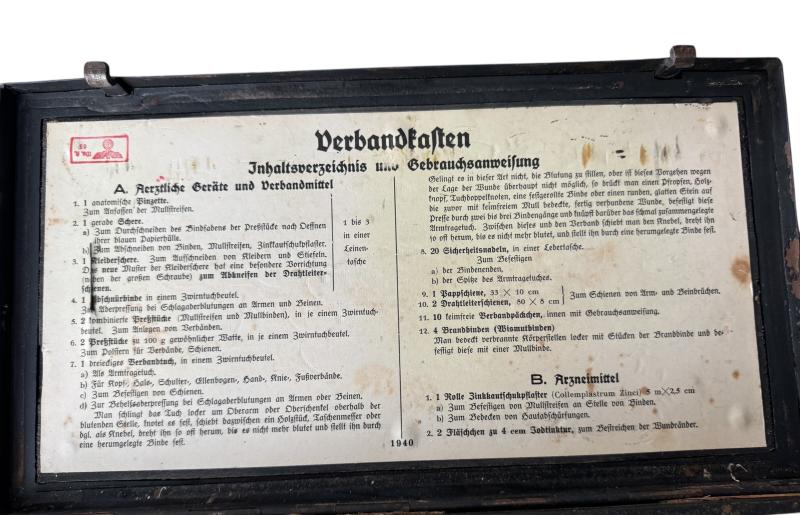 Verbandkasten
Inhaltsverzeichnis und Gebrauchsanweisung
A. Aerztliche Geräte und Verbandmittel
1. 1 anatomische Pinzette.
Zum Anfassen der Mullstreifen.
2. 1 gerade Schere.
a) Zum Durchschneiden des Bindfadens der Preßstücke nach Oeffnen
ihrer blauen Papierhülle.
b) Zum Abschneiden von Binden, Mullstreifen, Zinkkautschukpflaster.
3. 1 Kleiderschere. Zum Aufschneiden von Kleidern und Stiefeln.
Das neue Muster der Kleiderschere hat eine besondere Vorrichtung
(neben der großen Schraube) zum Abkneifen der Drahtleiter-
schienen.
1 bis 3
in einer
Leinen-
tasche
4. 1 Abschnürbinde in einem Zwirntuchbeutel.
Zur Aderpressung bei Schlagaderblutungen an Armen und Beinen.
5. 2 kombinierte Preßstücke (Mullstreifen und Mullbinden), in je einem Zwirntuch-
beutel. Zum Anlegen von Verbänden.
6. 2 Preßstücke zu 100 g gewöhnlicher Watte, in je einem Zwirntuchbeutel.
Zum Polstern für Verbände, Schienen.
7. 1 dreieckiges Verbandtuch, in einem Zwirntuchbeutel.
a) Als Armtragetuch.
b) Für Kopf-, Hals-, Schulter-, Ellenbogen-, Hand-, Knie-, Fußverbände.
c) Zum Befestigen von Schienen.
d) Zur Behelfsaderpressung bei Schlagaderblutungen an Armen oder Beinen.
Man schlingt das Tuch locker um Oberarm oder Oberschenkel oberhalb der
blutenden Stelle, knotet es fest, schiebt dazwischen ein Holzstück, Taschenmesser oder
dgl. als Knebel, dreht ihn so oft herum, bis es nicht mehr blutet und stellt ihn durch
eine herumgelegte Binde fest.
Gelingt es in dieser Art nicht, die Blutung zu stillen, oder ist dieses Vorgehen wegen
der Lage der Wunde überhaupt nicht möglich, so drückt man einen Pfropfen, Holz-
knopf, Tuchdoppelknoten, eine festgerollte Binde oder einen runden, glatten Stein auf
die zuvor mit keimfreiem Mull bedeckte, fertig verbundene Wunde, befestigt diese
Presse durch zwei bis drei Bindengänge und knüpft darüber das schmal zusammengelegte
Armtragetuch. Zwischen dieses und den Verband schiebt man den Knebel, dreht ihn
so oft herum, bis es nicht mehr blutet, und stellt ihn durch eine herumgelegte Binde fest.
8. 20 Sicherheitsnadeln, in einer Ledertasche.
Zum Befestigen
a) der Bindenenden,
b) der Spitze des Armtragetuches.
9. 1 Pappschiene, 33 × 10 cm
10. 2 Drahtleiterschienen, 80 × 8 cm
Zum Schienen von Arm- und Beinbrüchen.
11. 10 keimfreie Verbandpäckchen, innen mit Gebrauchsanweisung.
12. 4 Brandbinden (Wismutbinden)
Man bedeckt verbrannte Körperstellen locker mit Stücken der Brandbinde und be-
festigt diese mit einer Mullbinde.
B. Arzneimittel
1. 1 Rolle Zinkkautschukpflaster (Collemplastrum Zinci) 5 m × 2,5 cm
a) Zum Befestigen von Mullstreifen an Stelle von Binden.
b) Zum Bedecken von Hautabschürfungen.
2. 2 Fläschchen zu 4 ccm Jodtinktur, zum Bestreichen der Wundränder.
1940